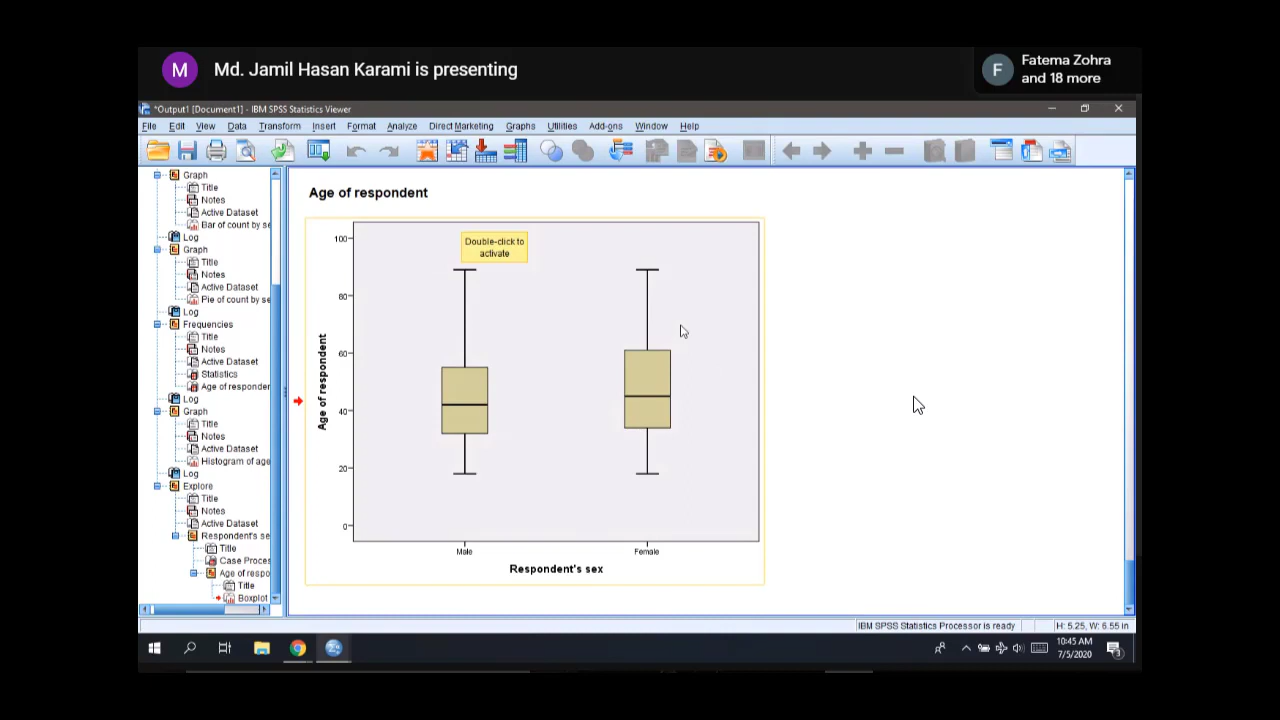 M
Md. Jamil Hasan Karami is presenting
F
Fatema Zohra
and 18 more
*Output1 [Document1] - IBM SPSS Statistics Viewer
File Edit View Data Transform Insert Format Analyze Direct Marketing Graphs Utilities Add-ons Window Help
Graph
Title
Notes
Active Dataset
Bar of count by se
Log
Graph
Title
Notes
Active Dataset
Pie of count by se
Log
Frequencies
Title
Notes
Active Dataset
Statistics
Age of responder
Log
Graph
Title
Notes
Active Dataset
Histogram of age
Log
Explore
Title
Notes
Active Dataset
Respondent's se
Title
Case Proces
Age of respo
Title
Boxplot
Age of respondent
Double-click to
activate
100
80
60
40
20
0
Age of respondent
Male Female
Respondent's sex
IBM SPSS Statistics Processor is ready
H: 5.25, W: 6.55 in
10:45 AM
7/5/2020
3